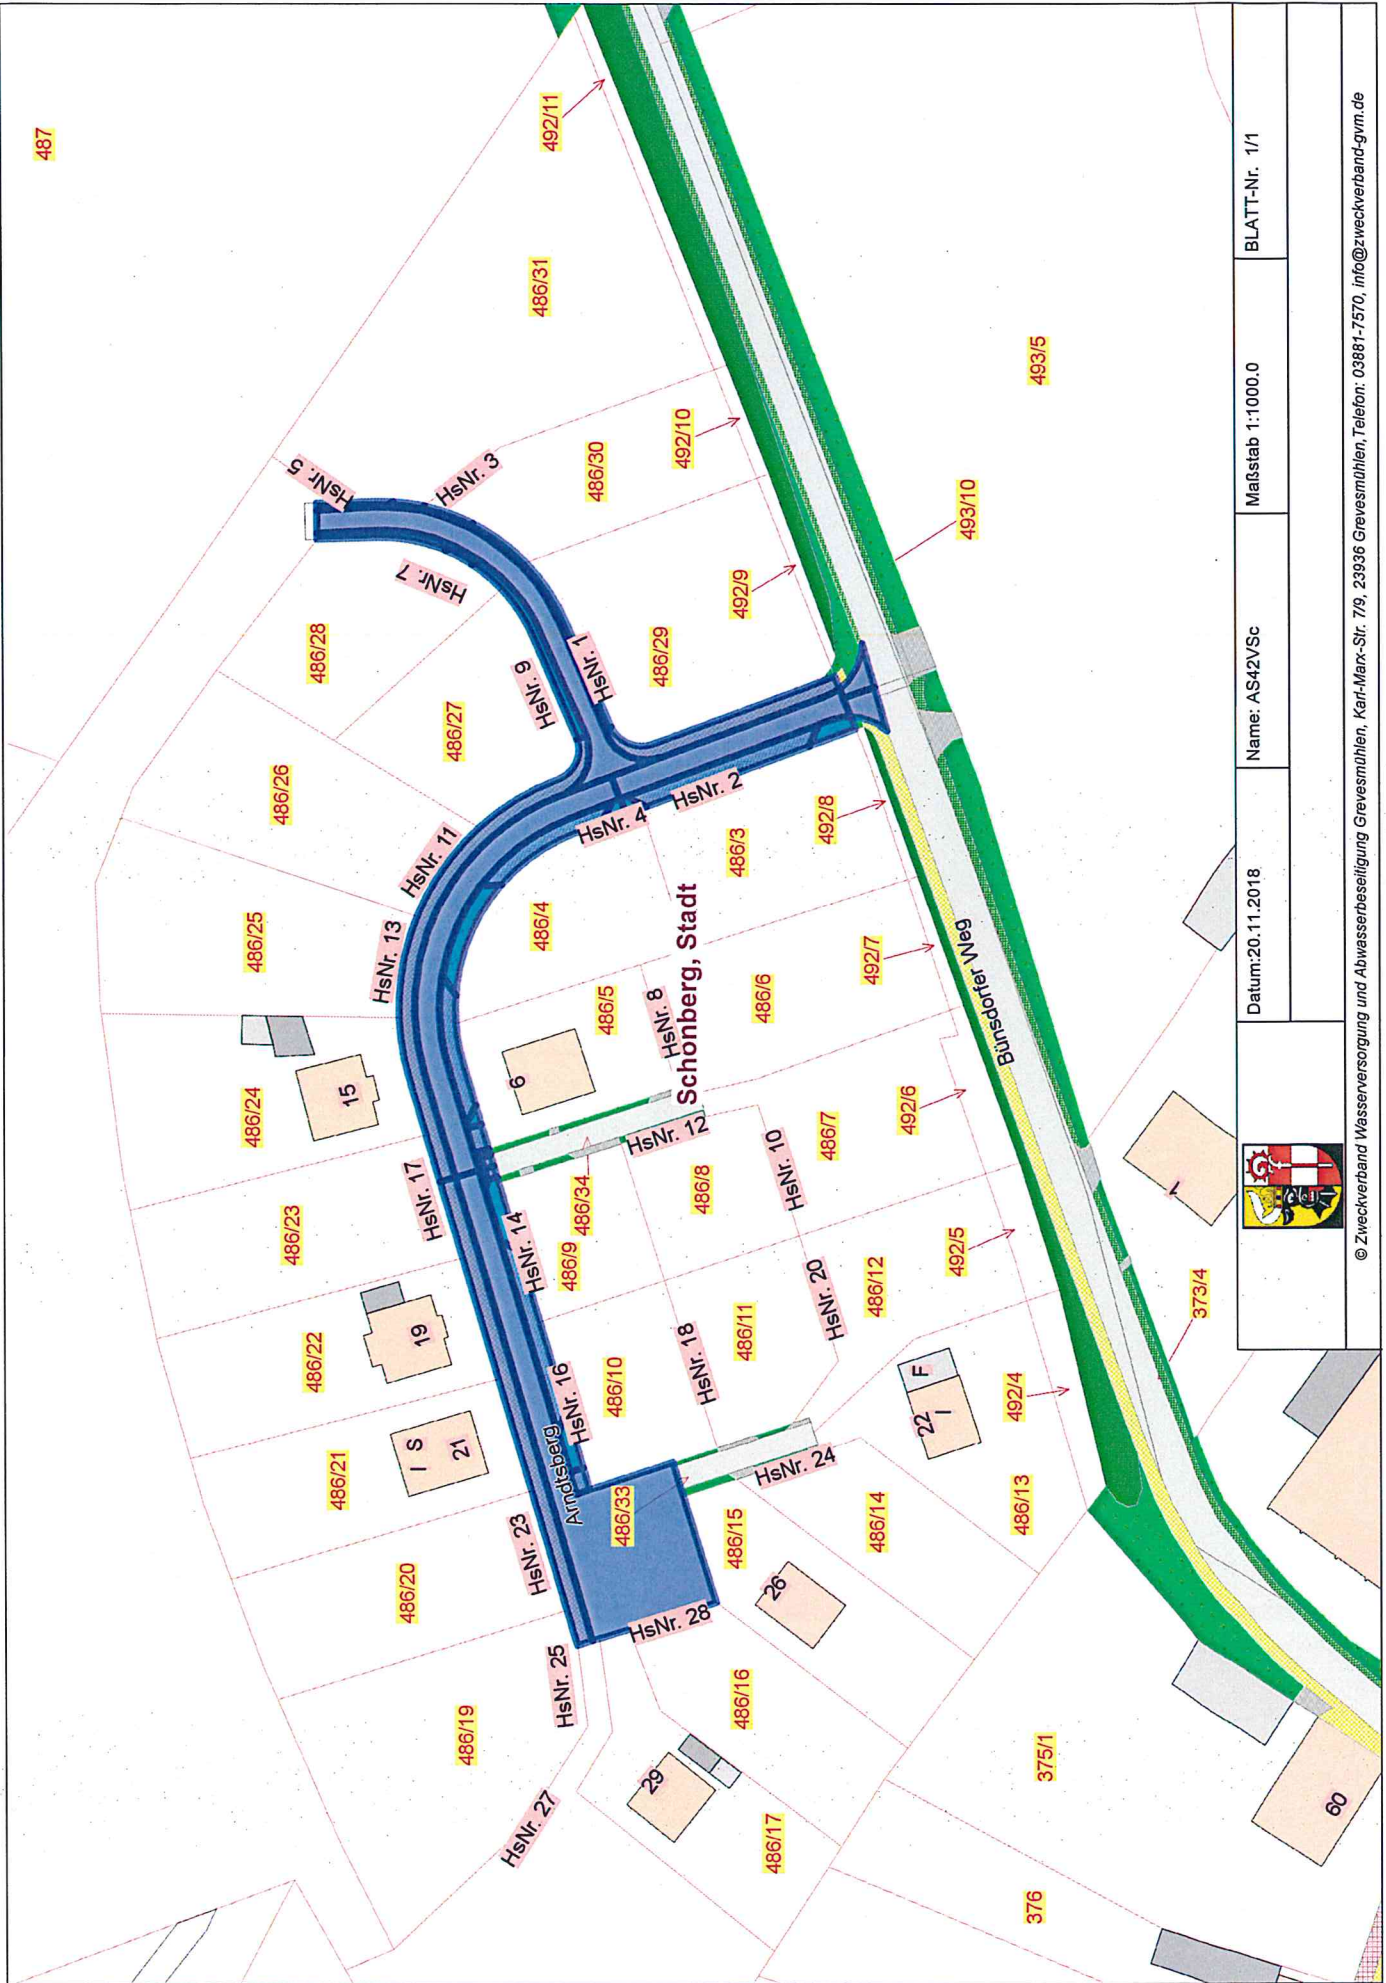 487
492/11
486/31
HsNr. 5
HsNr. 3
486/30
492/10
493/5
493/10
HsNr. 7
486/28
HsNr. 9
HsNr. 1
486/29
492/9
486/27
486/26
HsNr. 11
HsNr. 4
HsNr. 2
486/3
492/8
486/25
HsNr. 13
486/4
Schönberg, Stadt
492/7
Bünsdorfer Weg
486/24
15
6
486/5
HsNr. 8
486/6
HsNr. 12
486/34
486/8
HsNr. 10
486/7
492/6
HsNr. 17
486/23
HsNr. 14
486/9
HsNr. 20
486/12
492/5
1
373/4
486/22
19
HsNr. 16
486/10
HsNr. 18
486/11
486/21
I S
21
Arndtsberg
22
I
F
492/4
HsNr. 24
486/33
HsNr. 23
486/15
486/14
486/13
486/20
26
HsNr. 28
HsNr. 25
486/19
486/16
HsNr. 27
29
486/17
375/1
60
376
Datum:20.11.2018
Name: AS42VSc
Maßstab 1:1000.0
BLATT-Nr. 1/1
© Zweckverband Wasserversorgung und Abwasserbeseitigung Grevesmühlen, Karl-Marx-Str. 7/9, 23936 Grevesmühlen,Telefon: 03881-7570, info@zweckverband-gvm.de